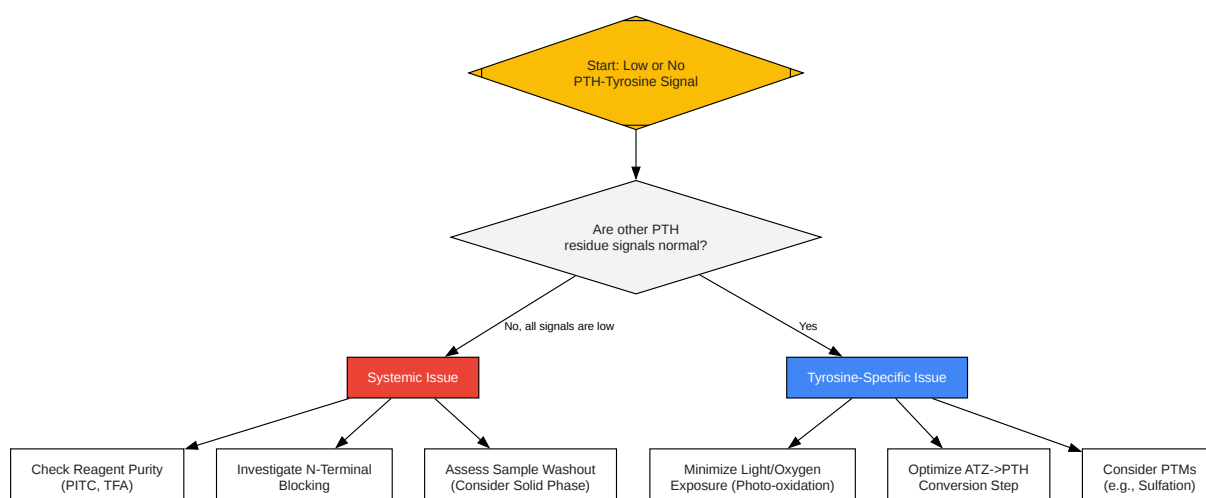 Start: Low or No
PTH-Tyrosine Signal
Are other PTH
residue signals normal?
No, all signals are low
Yes
Systemic Issue
Tyrosine-Specific Issue
Check Reagent Purity
(PITC, TFA)
Investigate N-Terminal
Blocking
Assess Sample Washout
(Consider Solid Phase)
Minimize Light/Oxygen
Exposure (Photo-oxidation)
Optimize ATZ->PTH
Conversion Step
Consider PTMs
(e.g., Sulfation)